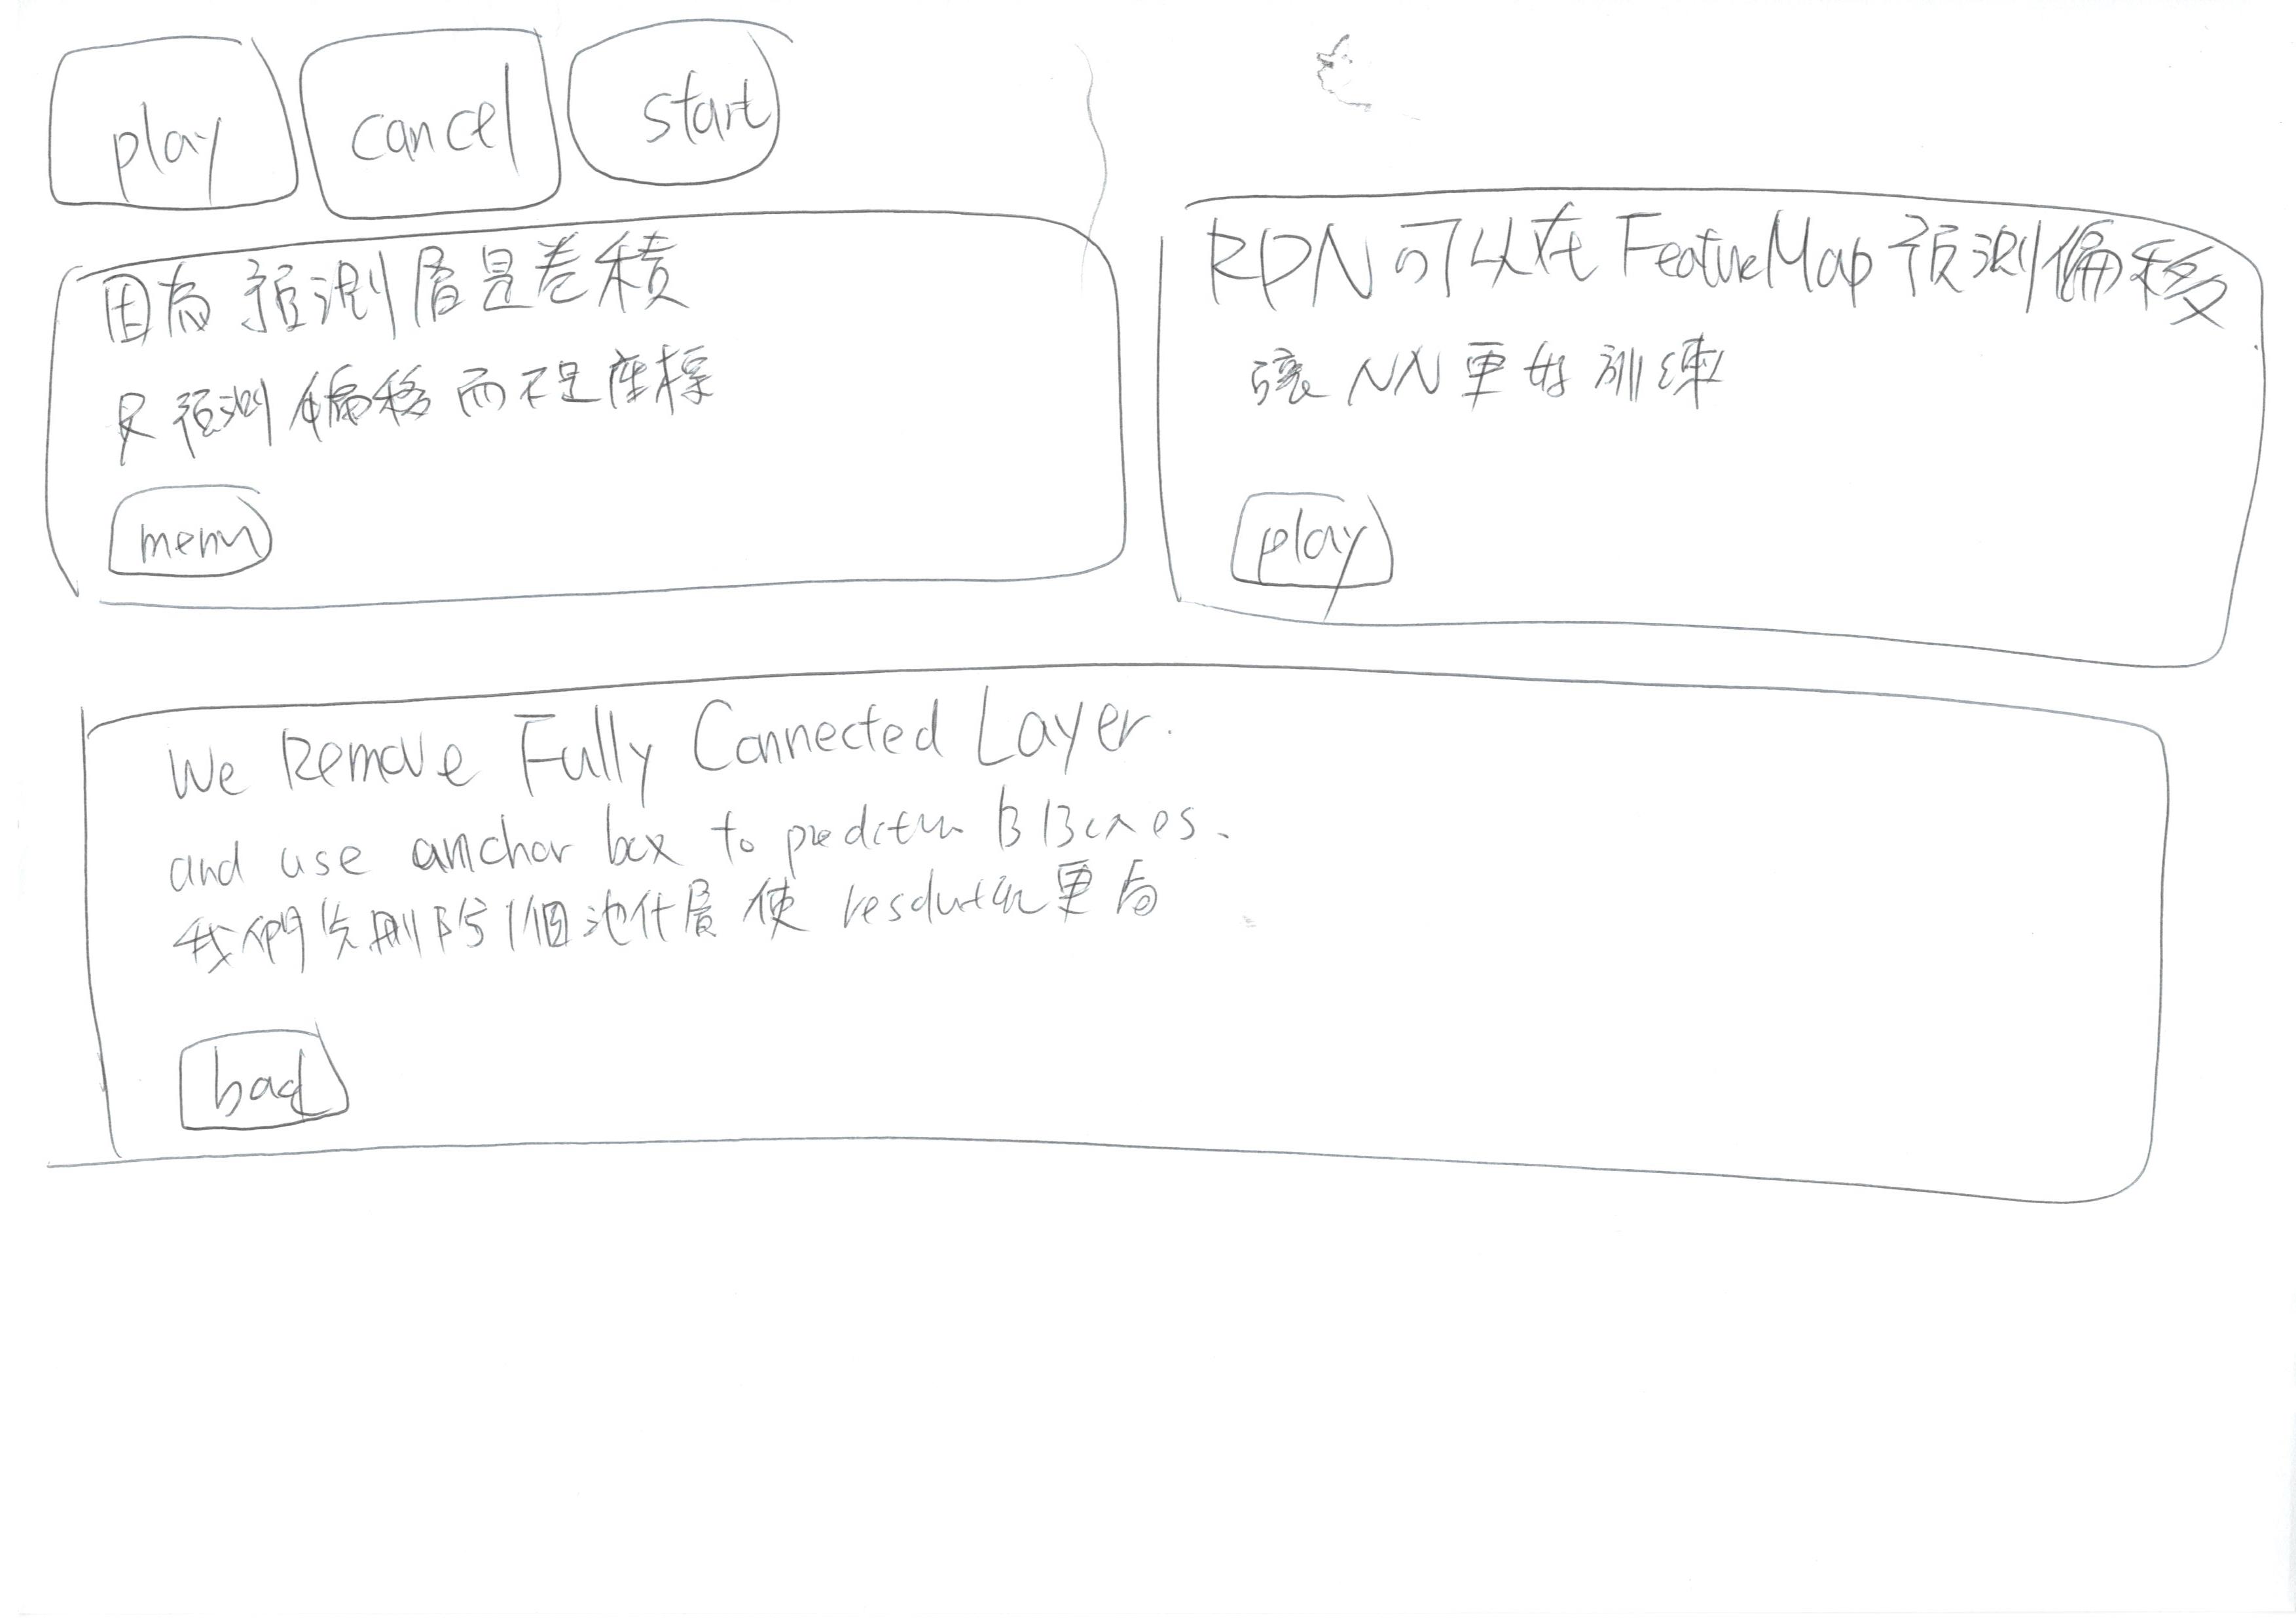 play cancel start
因為預測層是卷積
只預測偏移而不是座標
menu
RPN可以在FeatureMap預測偏移
讓NN更好訓練
play
We Remove Fully Connected Layer.
and use anchor box to BBoxes.
我們先刪除1個池化層使resolution更高